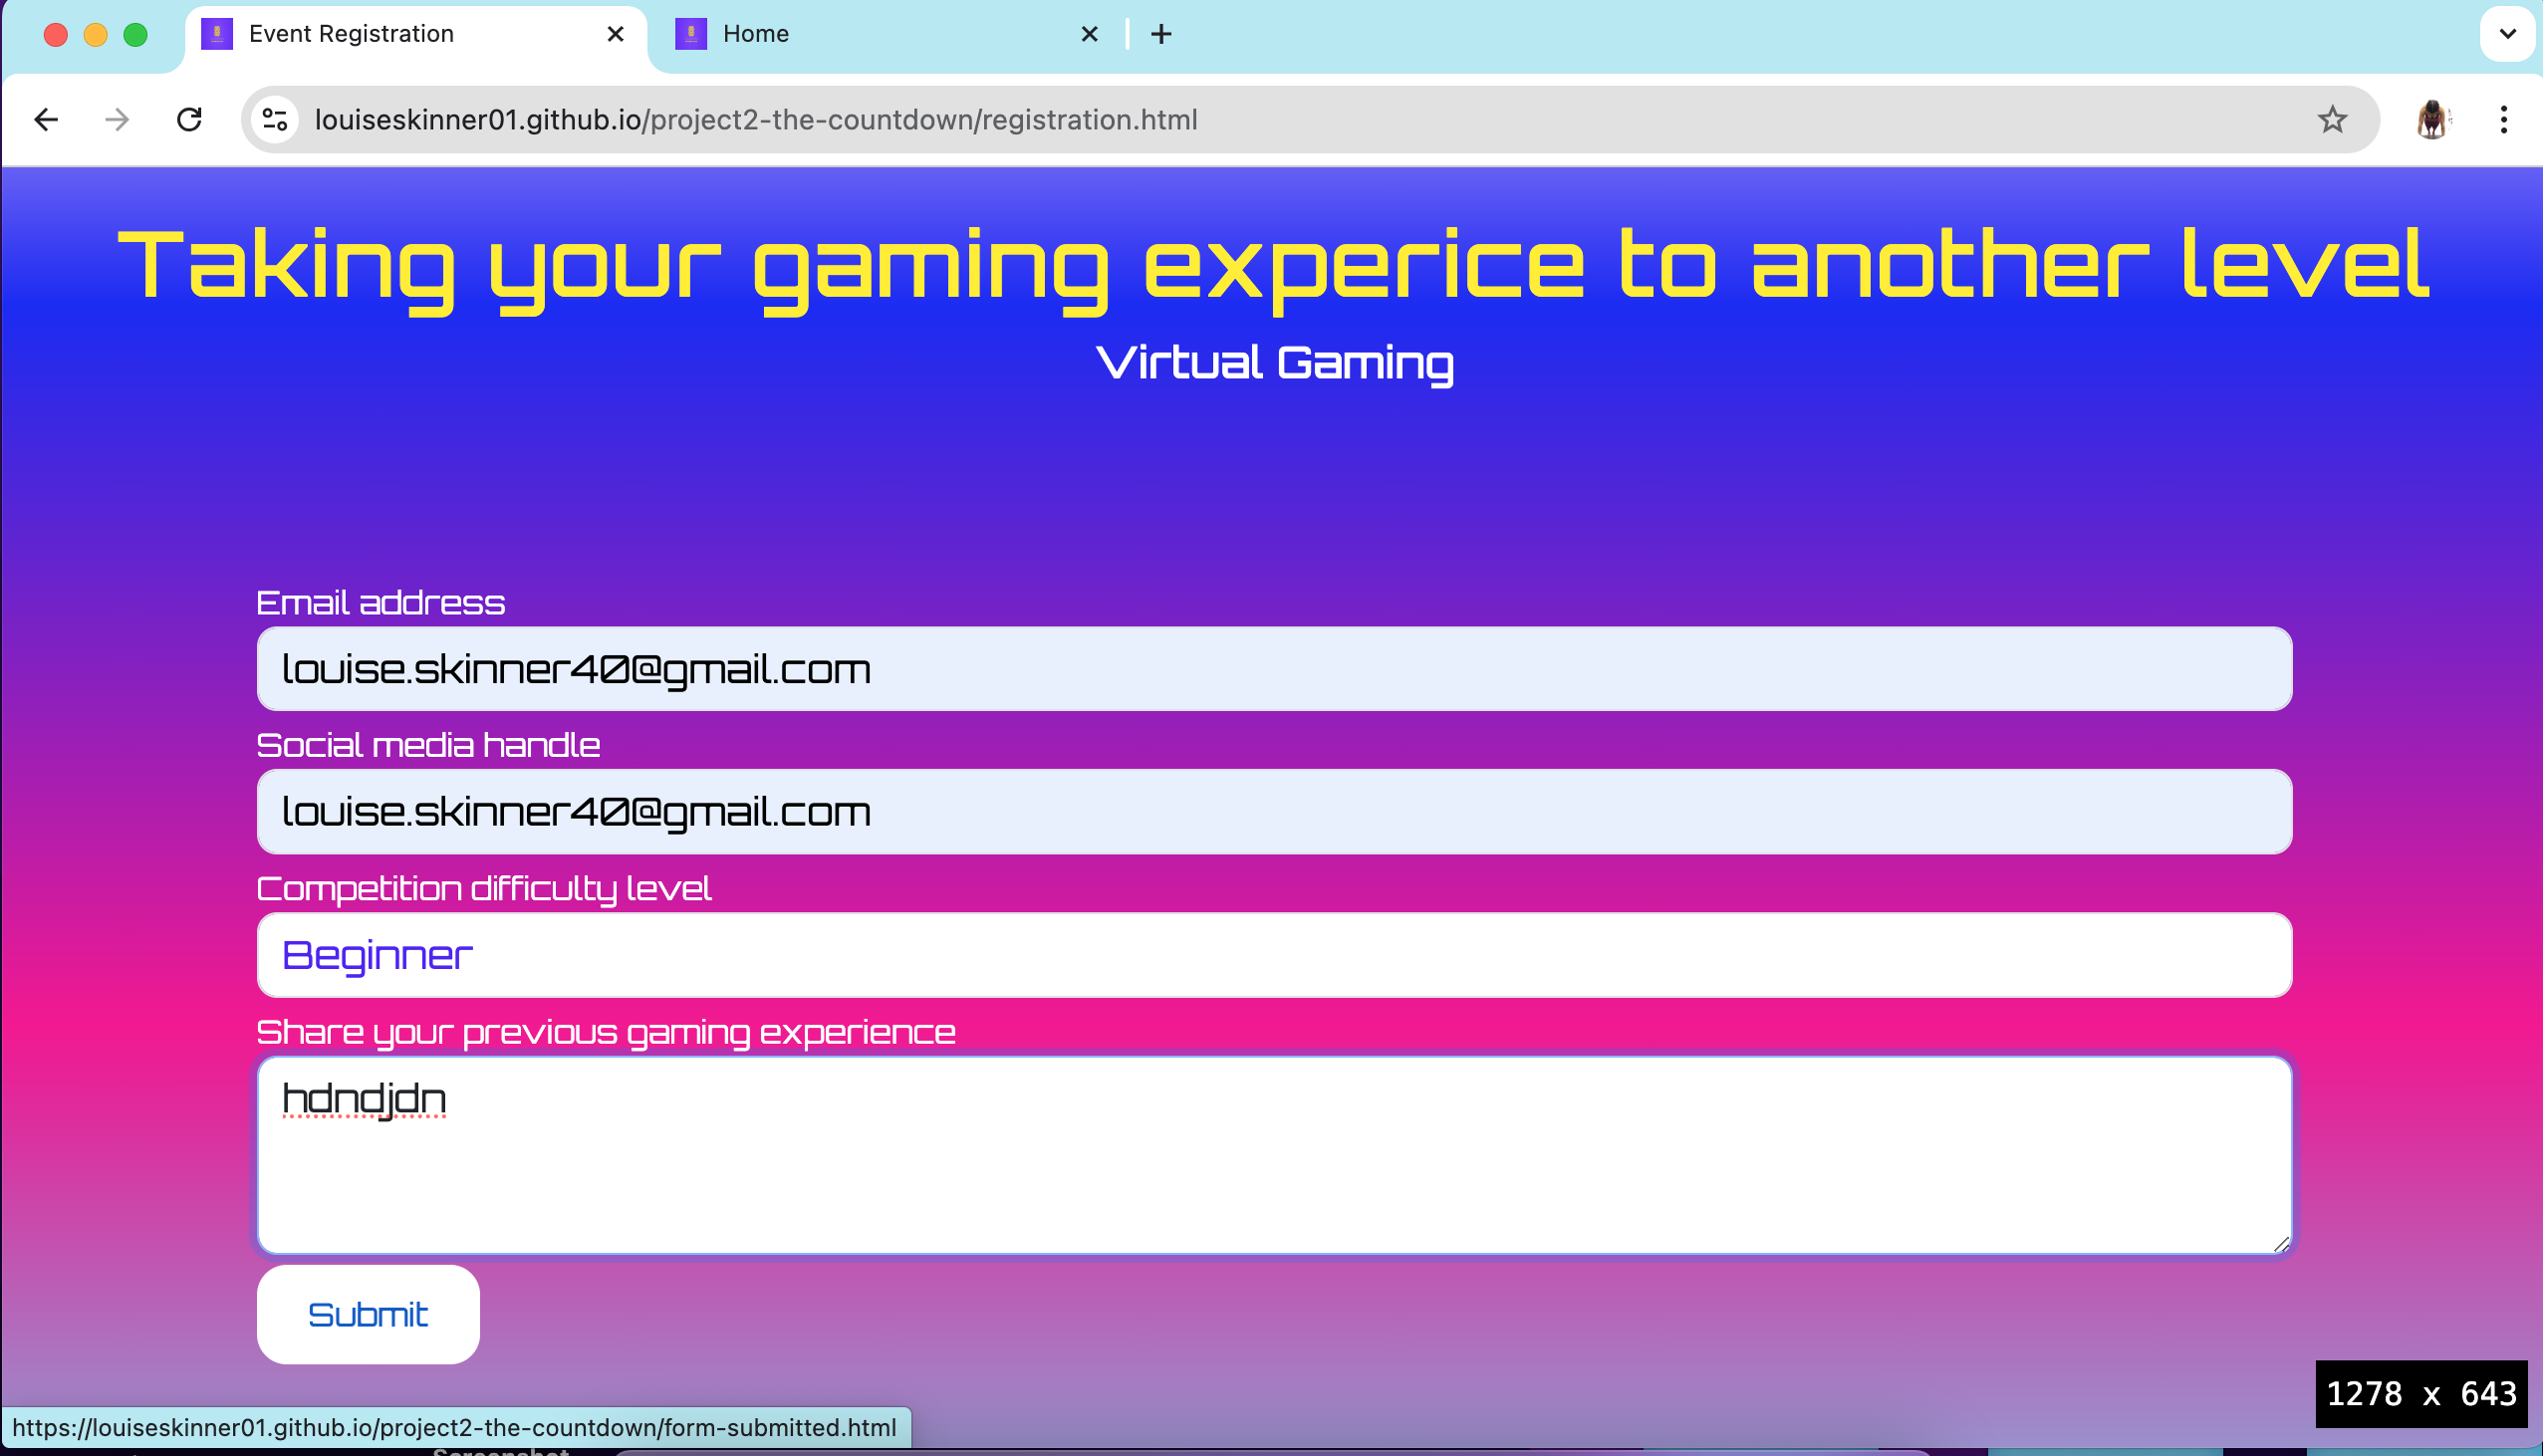 Event Registration
Home
louiseskinner01.github.io/project2-the-countdown/registration.html
Taking your gaming experice to another level
Virtual Gaming
Email address
louise.skinner40@gmail.com
Social media handle
louise.skinner40@gmail.com
Competition difficulty level
Beginner
Share your previous gaming experience
hdndjdn
Submit
1278 x 643
https://louiseskinner01.github.io/project2-the-countdown/form-submitted.html
Screenshot